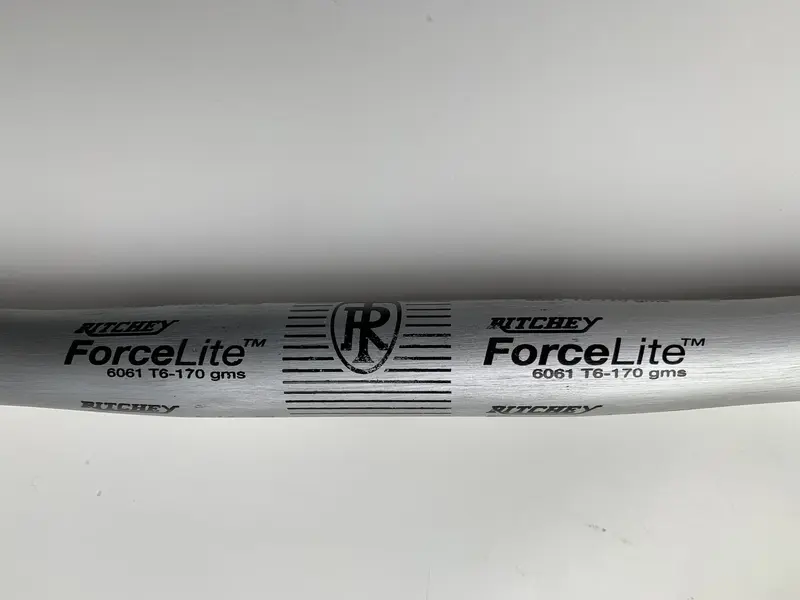 RITCHEY
ForceLite™
6061 T6-170 gms
RITCHEY
R
RITCHEY
ForceLite™
6061 T6-170 gms
RITCHEY